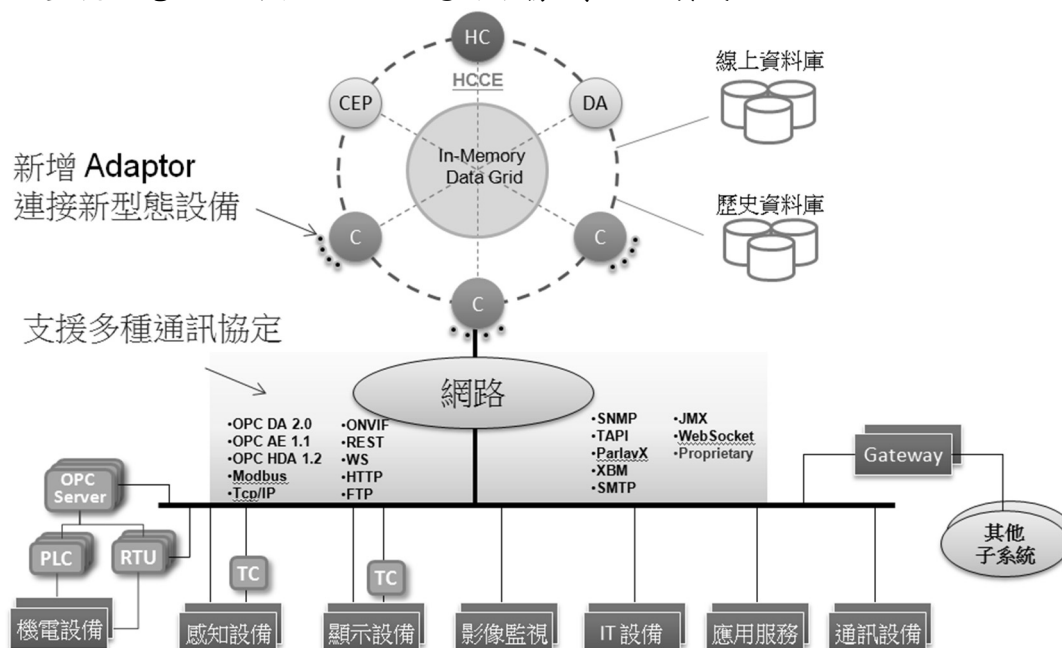 HC
HCCE
CEP
DA
In-Memory
Data Grid
C
C
C
線上資料庫
歷史資料庫
新增 Adaptor
連接新型態設備
支援多種通訊協定
網路
•OPC DA 2.0
•OPC AE 1.1
•OPC HDA 1.2
•Modbus
•Tcp/IP
•ONVIF
•REST
•WS
•HTTP
•FTP
•SNMP
•TAPI
•ParlayX
•XBM
•SMTP
•JMX
•WebSocket
•Proprietary
Gateway
其他
子系統
OPC
Server
PLC
RTU
TC
TC
機電設備
感知設備
顯示設備
影像監視
IT 設備
應用服務
通訊設備